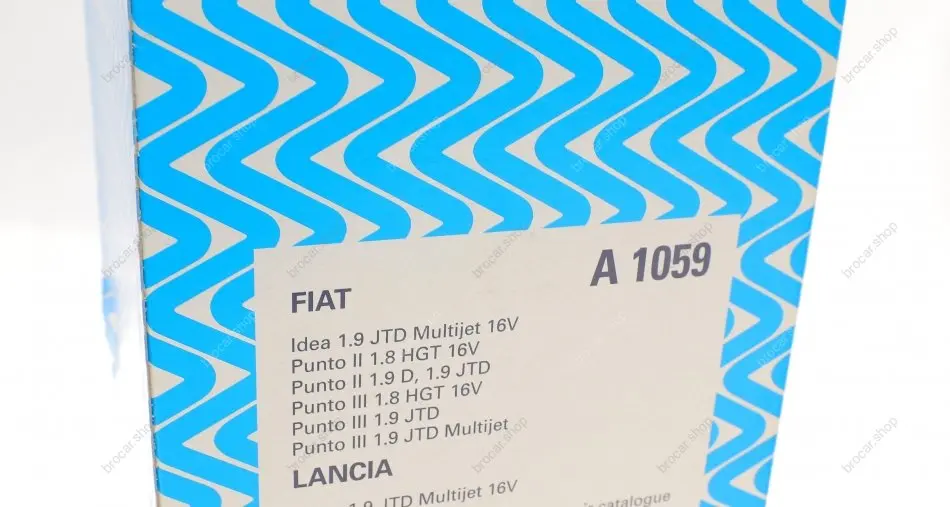 A 1059
FIAT
Idea 1.9 JTD Multijet 16V
Punto II 1.8 HGT 16V
Punto II 1.9 D, 1.9 JTD
Punto III 1.8 HGT 16V
Punto III 1.9 JTD
Punto III 1.9 JTD Multijet
LANCIA
1.9 JTD Multijet 16V
catalogue
brocar.shop